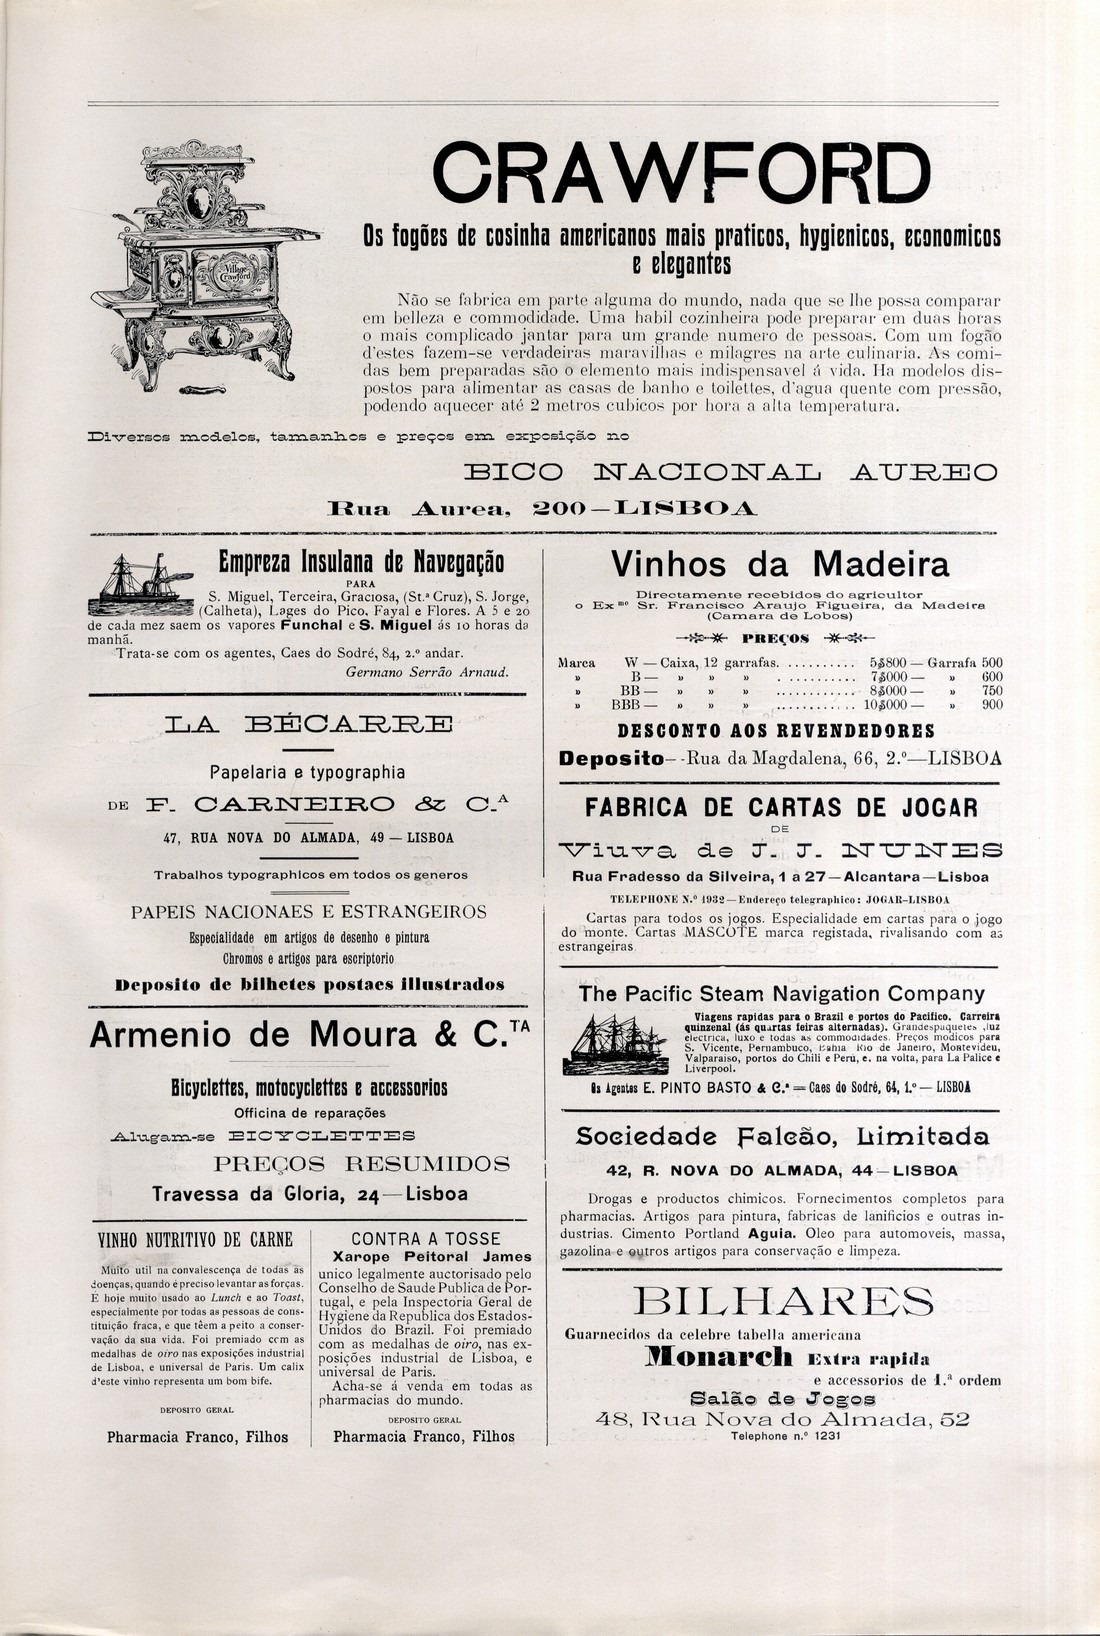 CRAWFORD
Os fogões de cosinha americanos mais praticos, hygienicos, economicos
e elegantes
Village
Crawford
Não se fabrica em parte alguma do mundo, nada que se lhe possa comparar
em belleza e commodidade. Uma habil cozinheira pode preparar em duas horas
o mais complicado jantar para um grande numero de pessoas. Com um fogão
d'estes fazem-se verdadeiras maravilhas e milagres na arte culinaria. As comi-
das bem preparadas são o elemento mais indispensavel á vida. Ha modelos dis-
postos para alimentar as casas de banho e toilettes, d'agua quente com pressão,
podendo aquecer até 2 metros cubicos por hora a alta temperatura.
Diversos modelos, tamanhos e preços em exposição no
BICO NACIONAL AUREO
Rua Aurea, 200—LISBOA
Empreza Insulana de Navegação
PARA
S. Miguel, Terceira, Graciosa, (St.ª Cruz), S. Jorge,
(Calheta), Lages do Pico, Fayal e Flores. A 5 e 20
de cada mez saem os vapores Funchal e S. Miguel ás 10 horas da
manhã.
Trata-se com os agentes, Caes do Sodré, 84, 2.º andar.
Germano Serrão Arnaud.
LA BÉCARRE
Papelaria e typographia
DE F. CARNEIRO & C.ᴬ
47, RUA NOVA DO ALMADA, 49 — LISBOA
Trabalhos typographicos em todos os generos
PAPEIS NACIONAES E ESTRANGEIROS
Especialidade em artigos de desenho e pintura
Chromos e artigos para escriptorio
Deposito de bilhetes postaes illustrados
Armenio de Moura & C.ᵀᴬ
Bicyclettes, motocyclettes e accessorios
Officina de reparações
Alugam-se BICYCLETTES
PREÇOS RESUMIDOS
Travessa da Gloria, 24—Lisboa
VINHO NUTRITIVO DE CARNE
Muito util na convalescença de todas as
doenças, quando é preciso levantar as forças.
E hoje muito usado ao Lunch e ao Toast,
especialmente por todas as pessoas de cons-
tituição fraca, e que têem a peito a conser-
vação da sua vida. Foi premiado com as
medalhas de oiro nas exposições industrial
de Lisboa, e universal de Paris. Um calix
d'este vinho representa um bom bife.
DEPOSITO GERAL
Pharmacia Franco, Filhos
CONTRA A TOSSE
Xarope Peitoral James
unico legalmente auctorisado pelo
Conselho de Saude Publica de Por-
tugal, e pela Inspectoria Geral de
Hygiene da Republica dos Estados-
Unidos do Brazil. Foi premiado
com as medalhas de oiro, nas ex-
posições industrial de Lisboa, e
universal de Paris.
Acha-se á venda em todas as
pharmacias do mundo.
DEPOSITO GERAL
Pharmacia Franco, Filhos
Vinhos da Madeira
Directamente recebidos do agricultor
o Exᵐᵒ Sr. Francisco Araujo Figueira, da Madeira
(Camara de Lobos)
PREÇOS
Marca W — Caixa, 12 garrafas. .......... 5$800 — Garrafa 500
» B — » » » . .......... 7$000 — » 600
» BB — » » » ........... 8$000 — » 750
» BBB — » » » ........... 10$000 — » 900
DESCONTO AOS REVENDEDORES
Deposito--Rua da Magdalena, 66, 2.º—LISBOA
FABRICA DE CARTAS DE JOGAR
DE
Viuva de J. J. NUNES
Rua Fradesso da Silveira, 1 a 27—Alcantara—Lisboa
TELEPHONE N.º 1932—Endereço telegraphico: JOGAR-LISBOA
Cartas para todos os jogos. Especialidade em cartas para o jogo
do monte. Cartas MASCOTE marca registada, rivalisando com as
estrangeiras
The Pacific Steam Navigation Company
Viagens rapidas para o Brazil e portos do Pacifico. Carreira
quinzenal (ás quartas feiras alternadas). Grandes paquetes ,luz
electrica, luxo e todas as commodidades. Preços modicos para
S. Vicente, Pernambuco, Bahia Rio de Janeiro, Montevideu,
Valparaiso, portos do Chili e Perú, e, na volta, para La Palice e
Liverpool.
Os Agentes E. PINTO BASTO & C.ª = Caes do Sodré, 64, 1.º — LISBOA
Sociedade Falcão, Limitada
42, R. NOVA DO ALMADA, 44—LISBOA
Drogas e productos chimicos. Fornecimentos completos para
pharmacias. Artigos para pintura, fabricas de lanificios e outras in-
dustrias. Cimento Portland Aguia. Oleo para automoveis, massa,
gazolina e outros artigos para conservação e limpeza.
BILHARES
Guarnecidos da celebre tabella americana
Monarch Extra rapida
e accessorios de 1.ª ordem
Salão de Jogos
48, Rua Nova do Almada, 52
Telephone n.º 1231